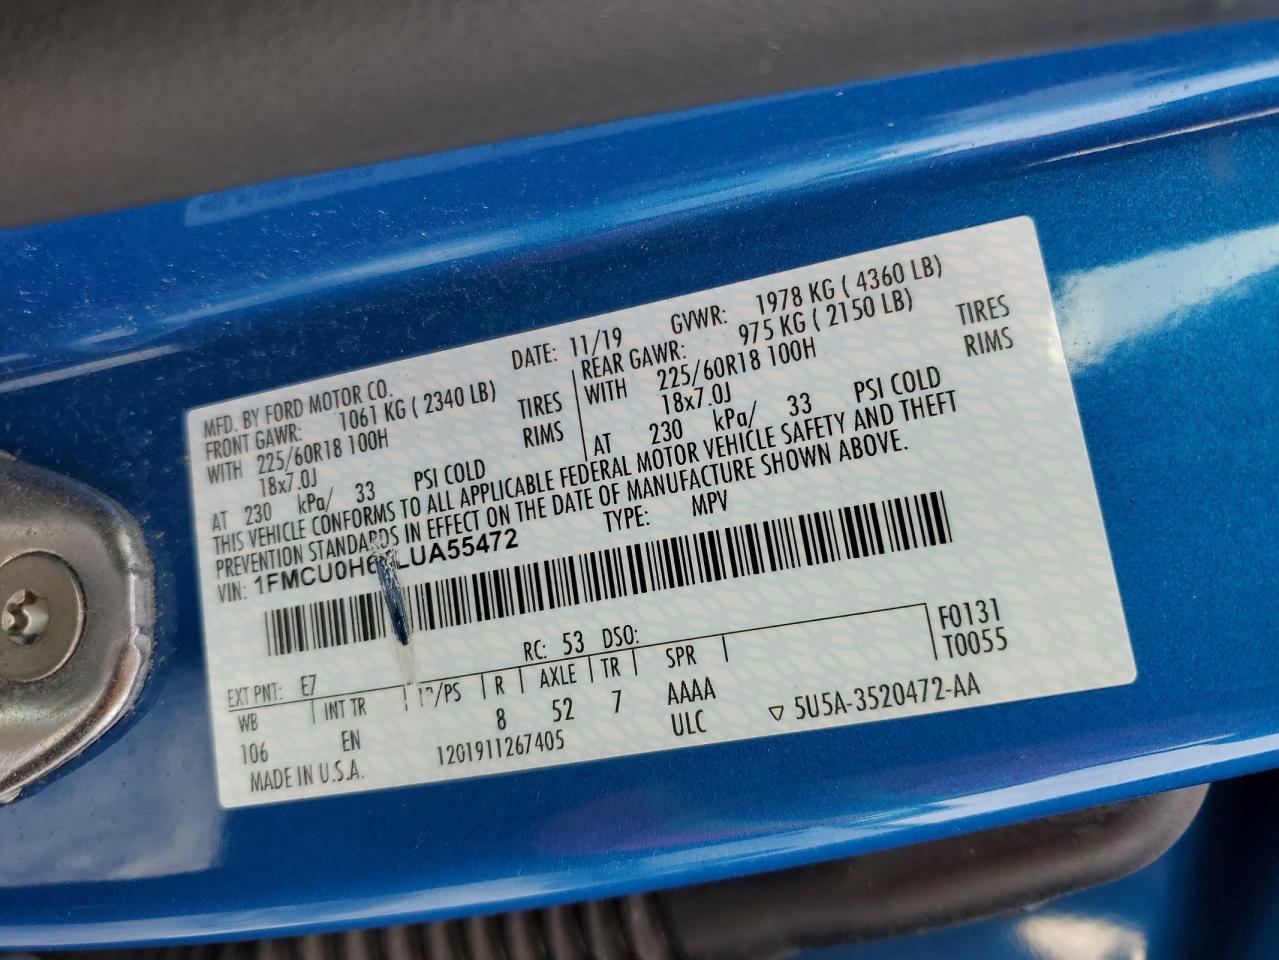 MFD. BY FORD MOTOR CO. DATE: 11/19 GVWR: 1978 KG ( 4360 LB)
FRONT GAWR: 1061 KG ( 2340 LB) REAR GAWR: 975 KG ( 2150 LB)
WITH 225/60R18 100H TIRES WITH 225/60R18 100H TIRES
18x7.0J RIMS 18x7.0J RIMS
AT 230 kPa/ 33 PSI COLD AT 230 kPa/ 33 PSI COLD
THIS VEHICLE CONFORMS TO ALL APPLICABLE FEDERAL MOTOR VEHICLE SAFETY AND THEFT
PREVENTION STANDARDS IN EFFECT ON THE DATE OF MANUFACTURE SHOWN ABOVE.
VIN: 1FMCU0H6 LUA55472 TYPE: MPV
EXT PNT: E7 RC: 53 DSO: F0131
WB INT TR /PS R AXLE TR SPR T0055
106 EN 8 52 7 AAAA
MADE IN U.S.A. 1201911267405 ULC ▽ 5U5A-3520472-AA